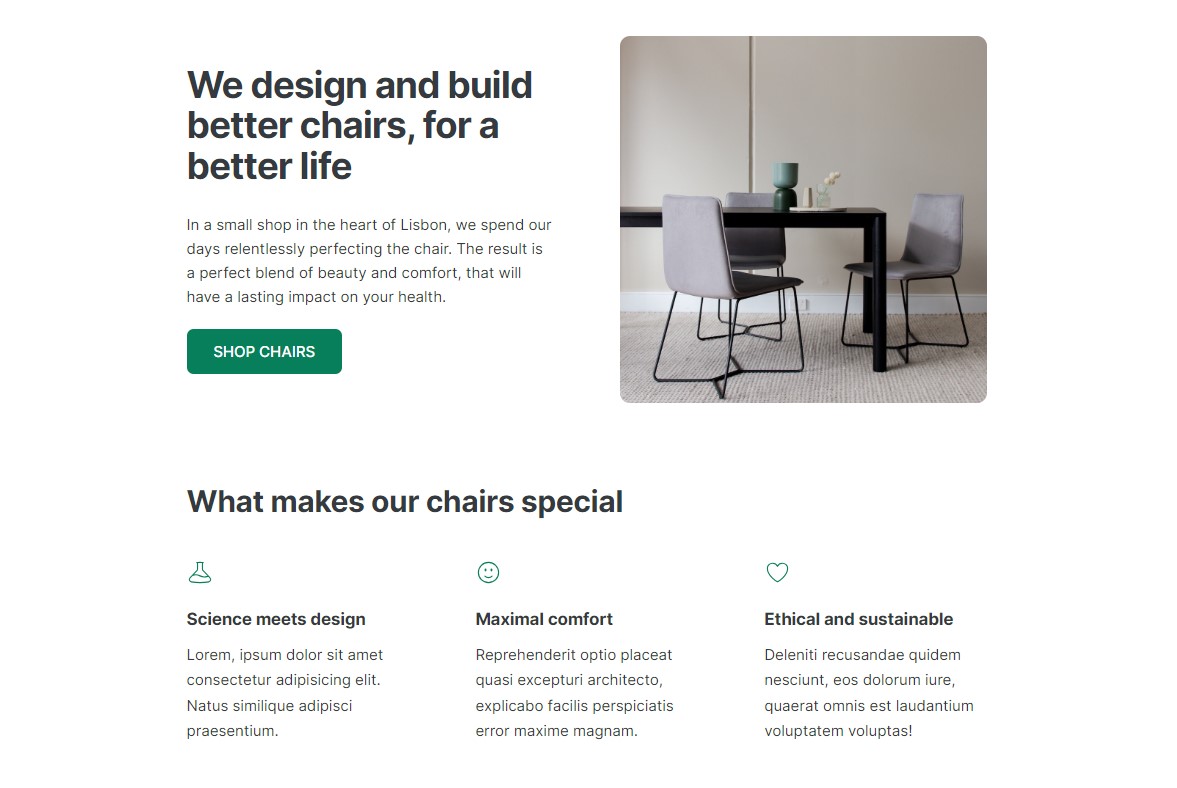 We design and build
better chairs, for a
better life
In a small shop in the heart of Lisbon, we spend our
days relentlessly perfecting the chair. The result is
a perfect blend of beauty and comfort, that will
have a lasting impact on your health.
SHOP CHAIRS
What makes our chairs special
Science meets design
Lorem, ipsum dolor sit amet
consectetur adipisicing elit.
Natus similique adipisci
praesentium.
Maximal comfort
Reprehenderit optio placeat
quasi excepturi architecto,
explicabo facilis perspiciatis
error maxime magnam.
Ethical and sustainable
Deleniti recusandae quidem
nesciunt, eos dolorum iure,
quaerat omnis est laudantium
voluptatem voluptas!